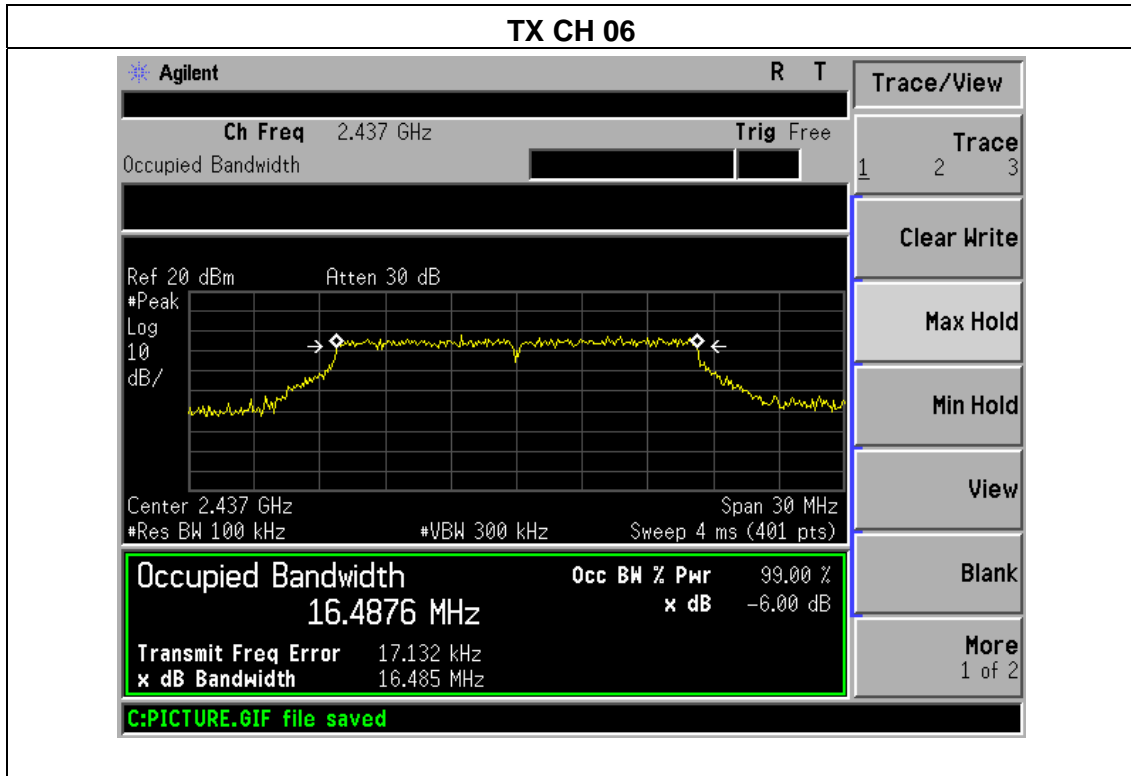 TX CH 06
Agilent R T
Trace/View
Ch Freq 2.437 GHz Trig Free
Occupied Bandwidth
Trace
1 2 3
Clear Write
Ref 20 dBm Atten 30 dB
#Peak
Log
10
dB/
Max Hold
Min Hold
View
Center 2.437 GHz Span 30 MHz
#Res BW 100 kHz #VBW 300 kHz Sweep 4 ms (401 pts)
Occupied Bandwidth Occ BW % Pwr 99.00 %
16.4876 MHz x dB -6.00 dB
Blank
Transmit Freq Error 17.132 kHz
x dB Bandwidth 16.485 MHz
More
1 of 2
C:PICTURE.GIF file saved